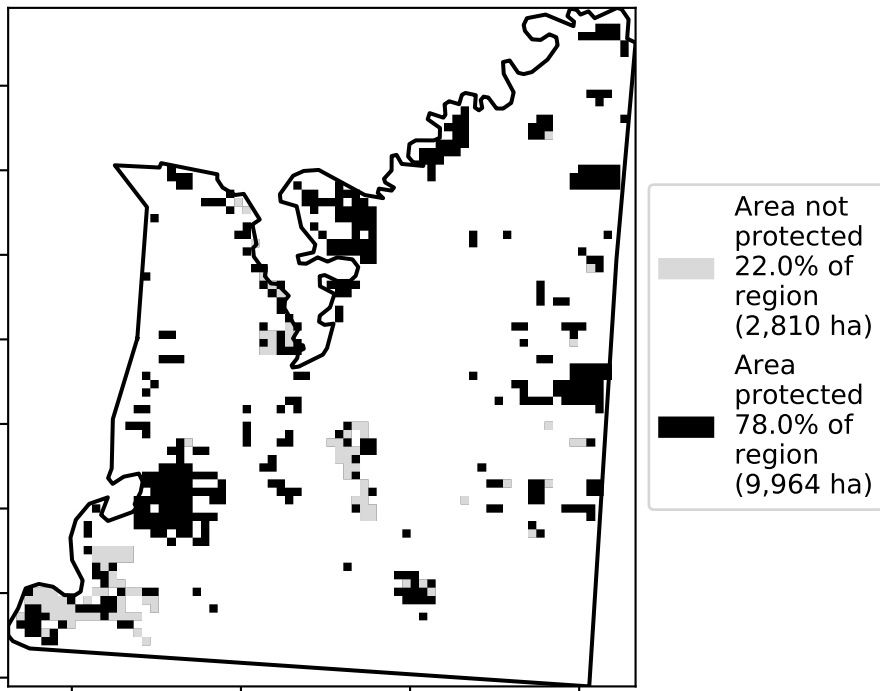 Area not
protected
22.0% of
region
(2,810 ha)
Area
protected
78.0% of
region
(9,964 ha)